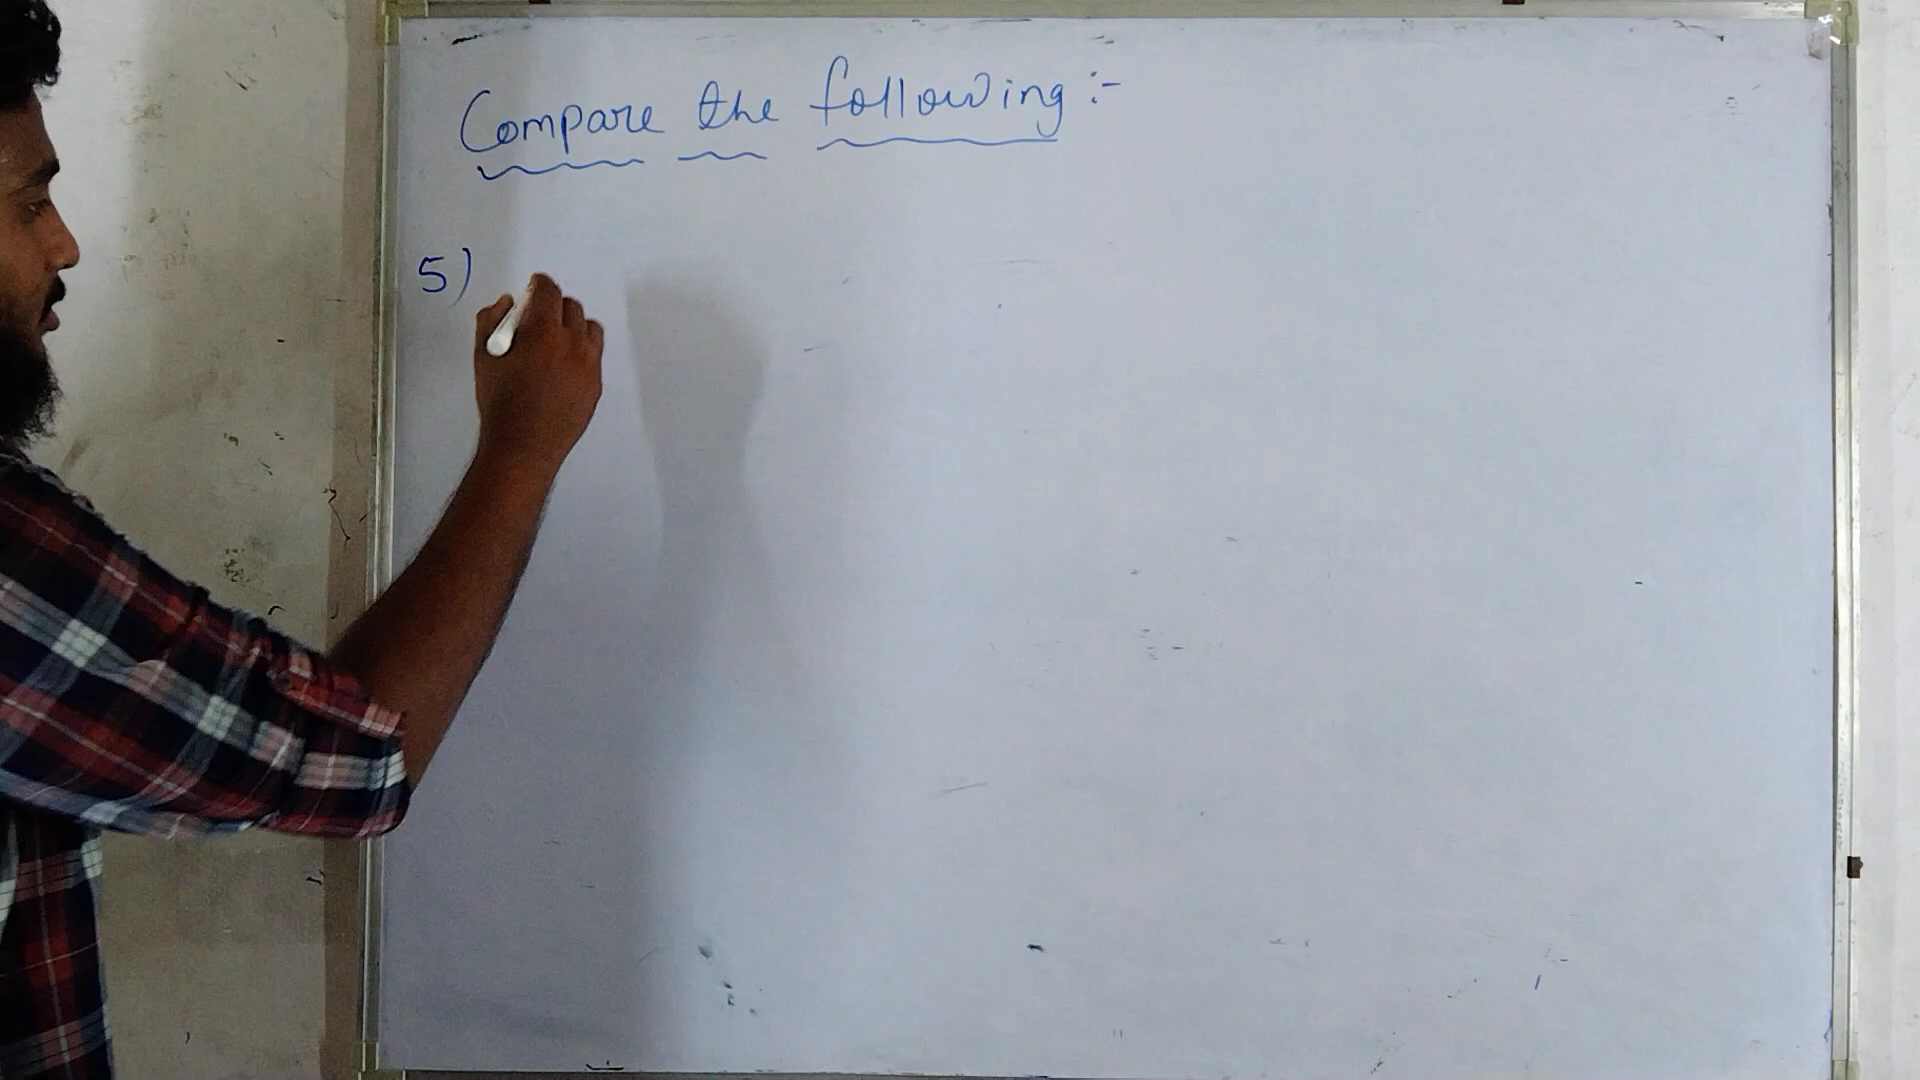 Compare the following :-
5)